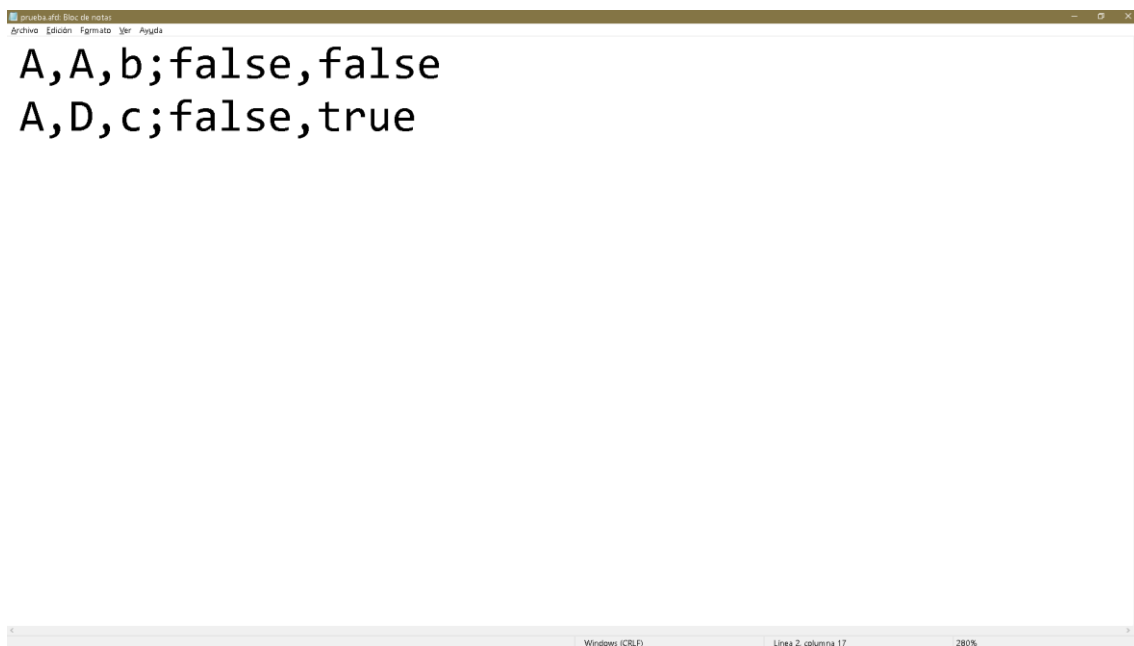 prueba.afd: Bloc de notas
Archivo Edición Formato Ver Ayuda
A,A,b;false,false
A,D,c;false,true
Windows (CRLF) Línea 2, columna 17 280%